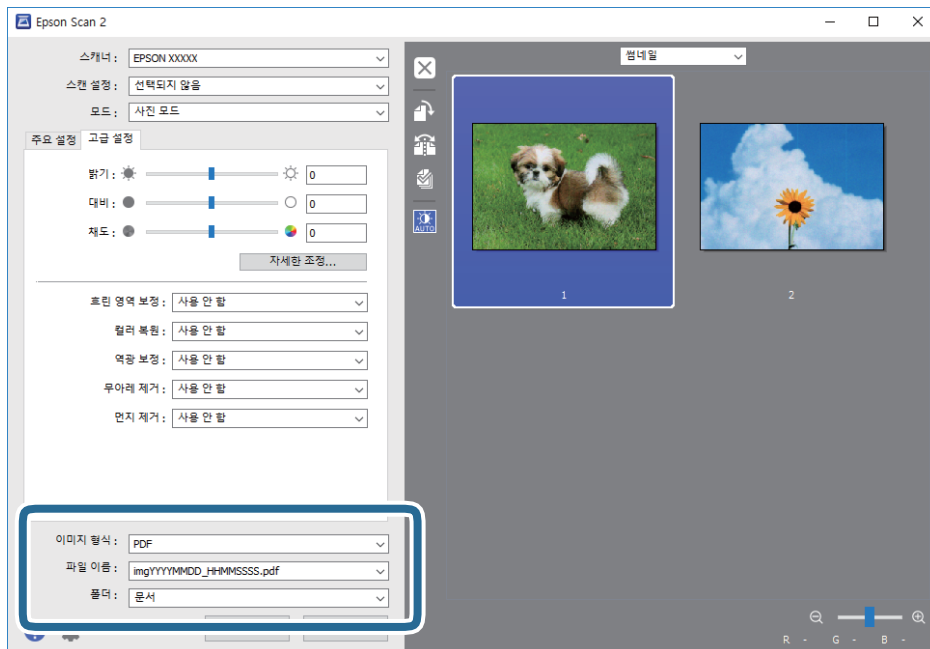 Epson Scan 2
스캐너 : EPSON XXXXX
스캔 설정 : 선택되지 않음
모드 : 사진 모드
주요 설정 고급 설정
밝기 : 0
대비 : 0
채도 : 0
자세한 조정...
흐린 영역 보정 : 사용 안 함
컬러 복원 : 사용 안 함
역광 보정 : 사용 안 함
무아레 제거 : 사용 안 함
먼지 제거 : 사용 안 함
이미지 형식 : PDF
파일 이름 : imgYYYYMMDD_HHMMSSSS.pdf
폴더 : 문서
썸네일
AUTO
1
2
R - G - B -